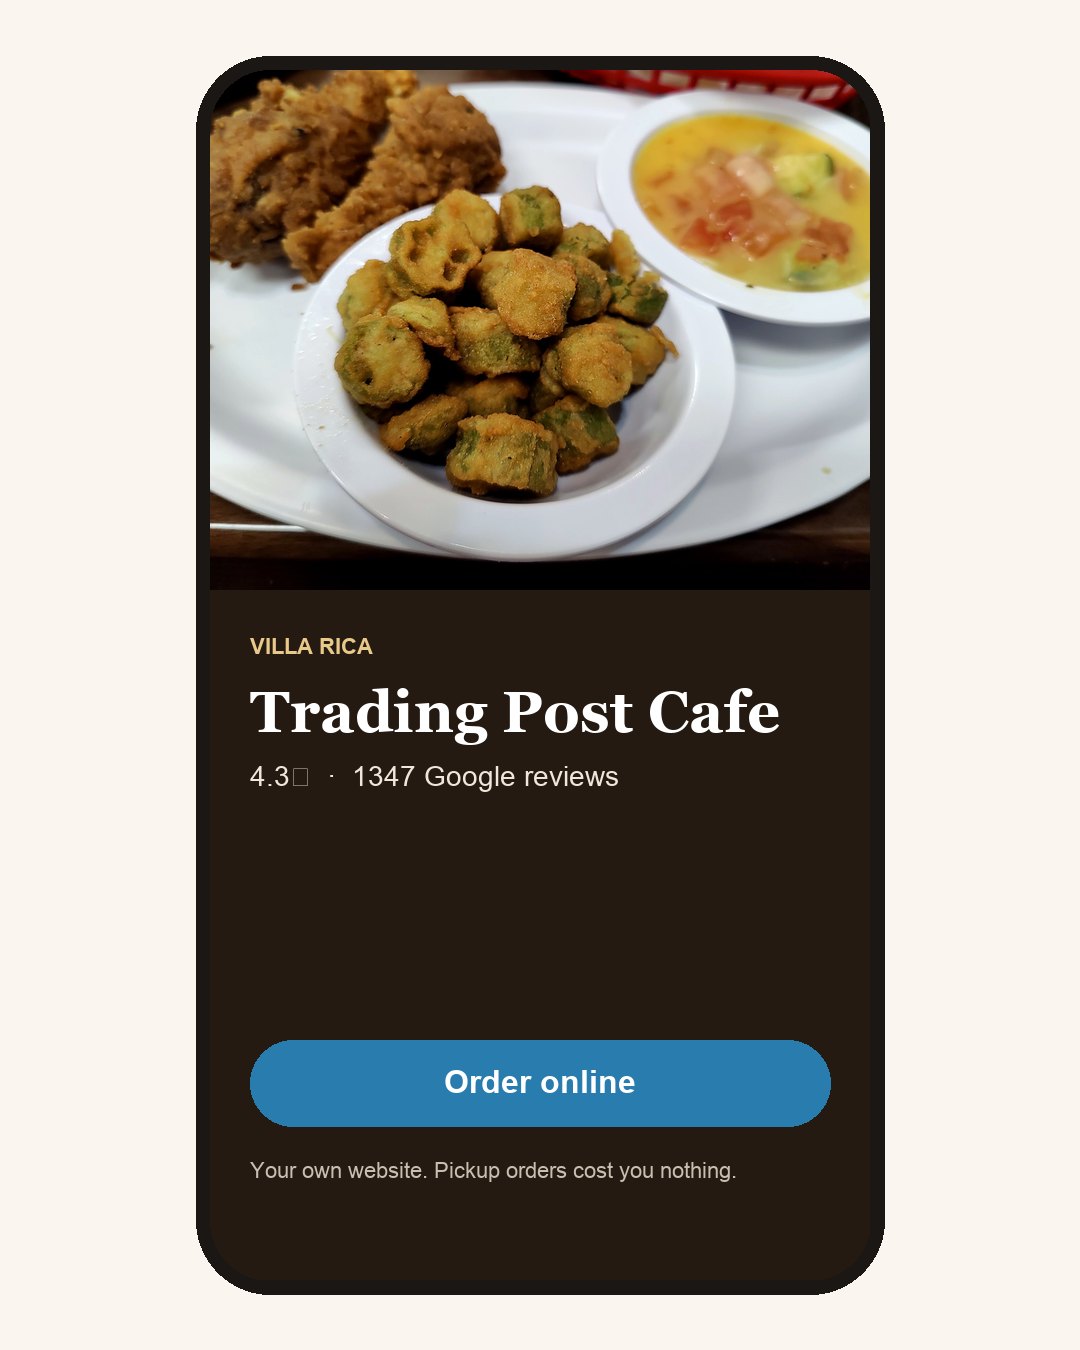 VILLA RICA
Trading Post Cafe
4.3□ · 1347 Google reviews
Order online
Your own website. Pickup orders cost you nothing.